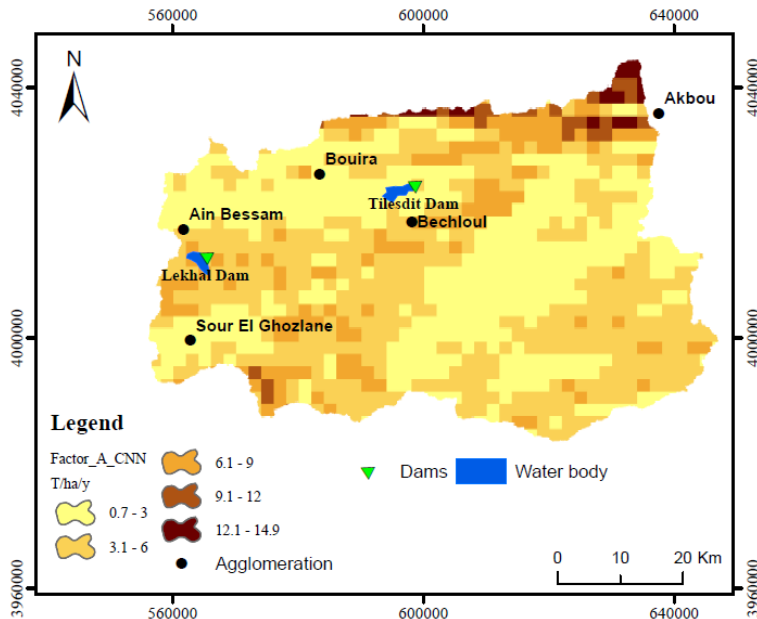 560000 600000 640000
N
4040000 4040000
Akbou
Bouira
Tilesdit Dam
Ain Bessam
Bechloul
Lekhal Dam
4000000 4000000
Sour El Ghozlane
Legend
Factor_A_CNN
T/ha/y
0.7 - 3
3.1 - 6
6.1 - 9
9.1 - 12
12.1 - 14.9
Agglomeration
Dams
Water body
0 10 20 Km
3960000 3960000
560000 600000 640000